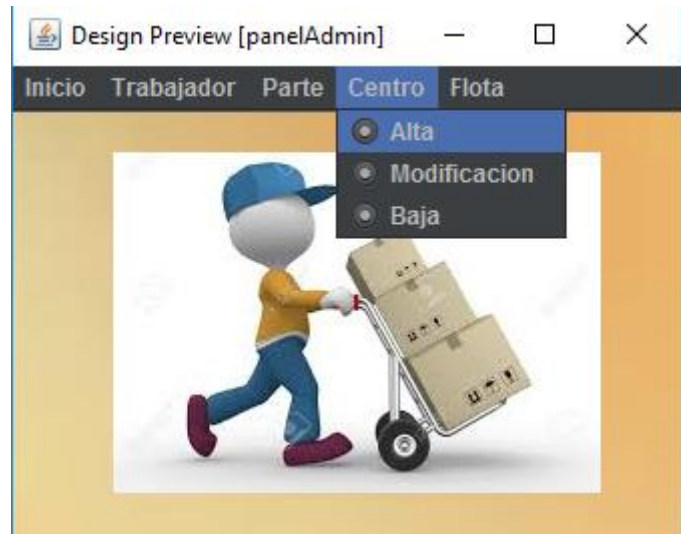 Design Preview [panelAdmin]
Inicio Trabajador Parte Centro Flota
Alta
Modificacion
Baja